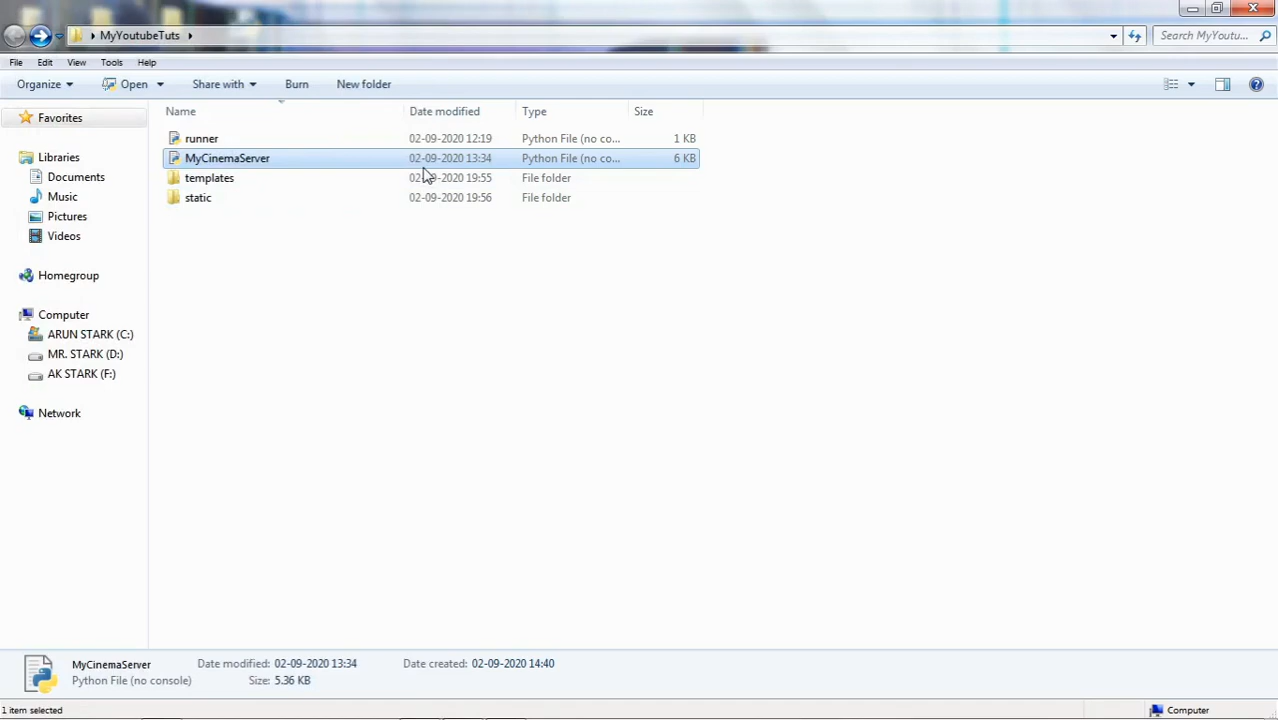 MyYoutubeTuts
Search MyYoutu...
File Edit View Tools Help
Organize Open Share with Burn New folder
Favorites
Libraries
Documents
Music
Pictures
Videos
Homegroup
Computer
ARUN STARK (C:)
MR. STARK (D:)
AK STARK (F:)
Network
Name Date modified Type Size
runner 02-09-2020 12:19 Python File (no co... 1 KB
MyCinemaServer 02-09-2020 13:34 Python File (no co... 6 KB
templates 02-09-2020 19:55 File folder
static 02-09-2020 19:56 File folder
MyCinemaServer Date modified: 02-09-2020 13:34 Date created: 02-09-2020 14:40
Python File (no console) Size: 5.36 KB
1 item selected Computer